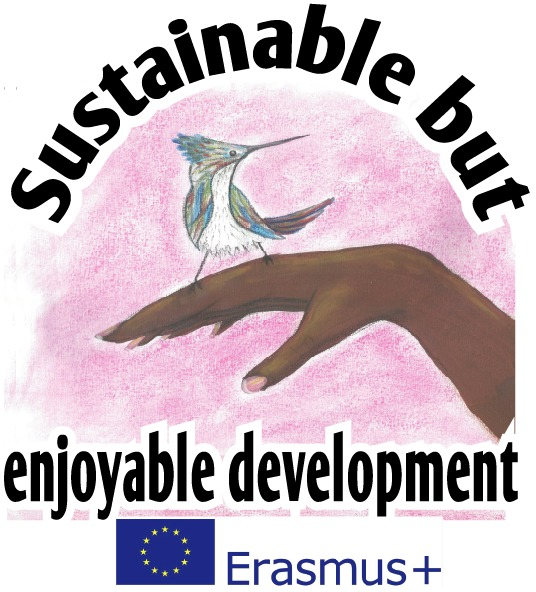 Sustainable but
enjoyable development
Erasmus+